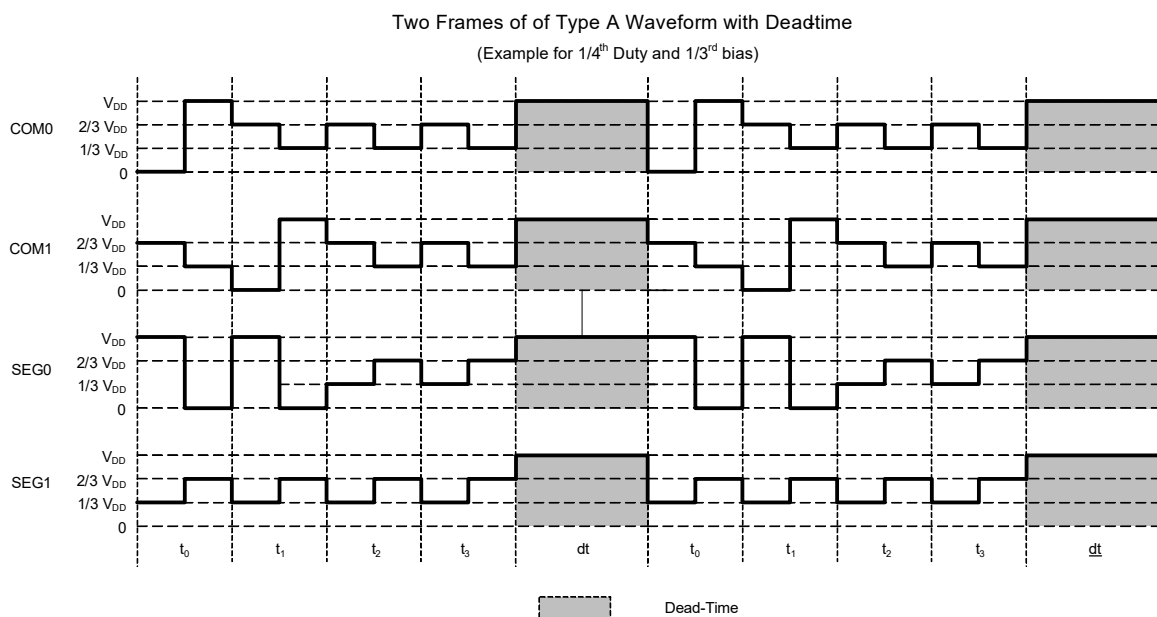 Two Frames of of Type A Waveform with Dead-time
(Example for 1/4th Duty and 1/3rd bias)
VDD
COM0
2/3 VDD
1/3 VDD
0
VDD
COM1
2/3 VDD
1/3 VDD
0
VDD
SEG0
2/3 VDD
1/3 VDD
0
VDD
SEG1
2/3 VDD
1/3 VDD
0
t0 t1 t2 t3 dt t0 t1 t2 t3 dt
Dead-Time